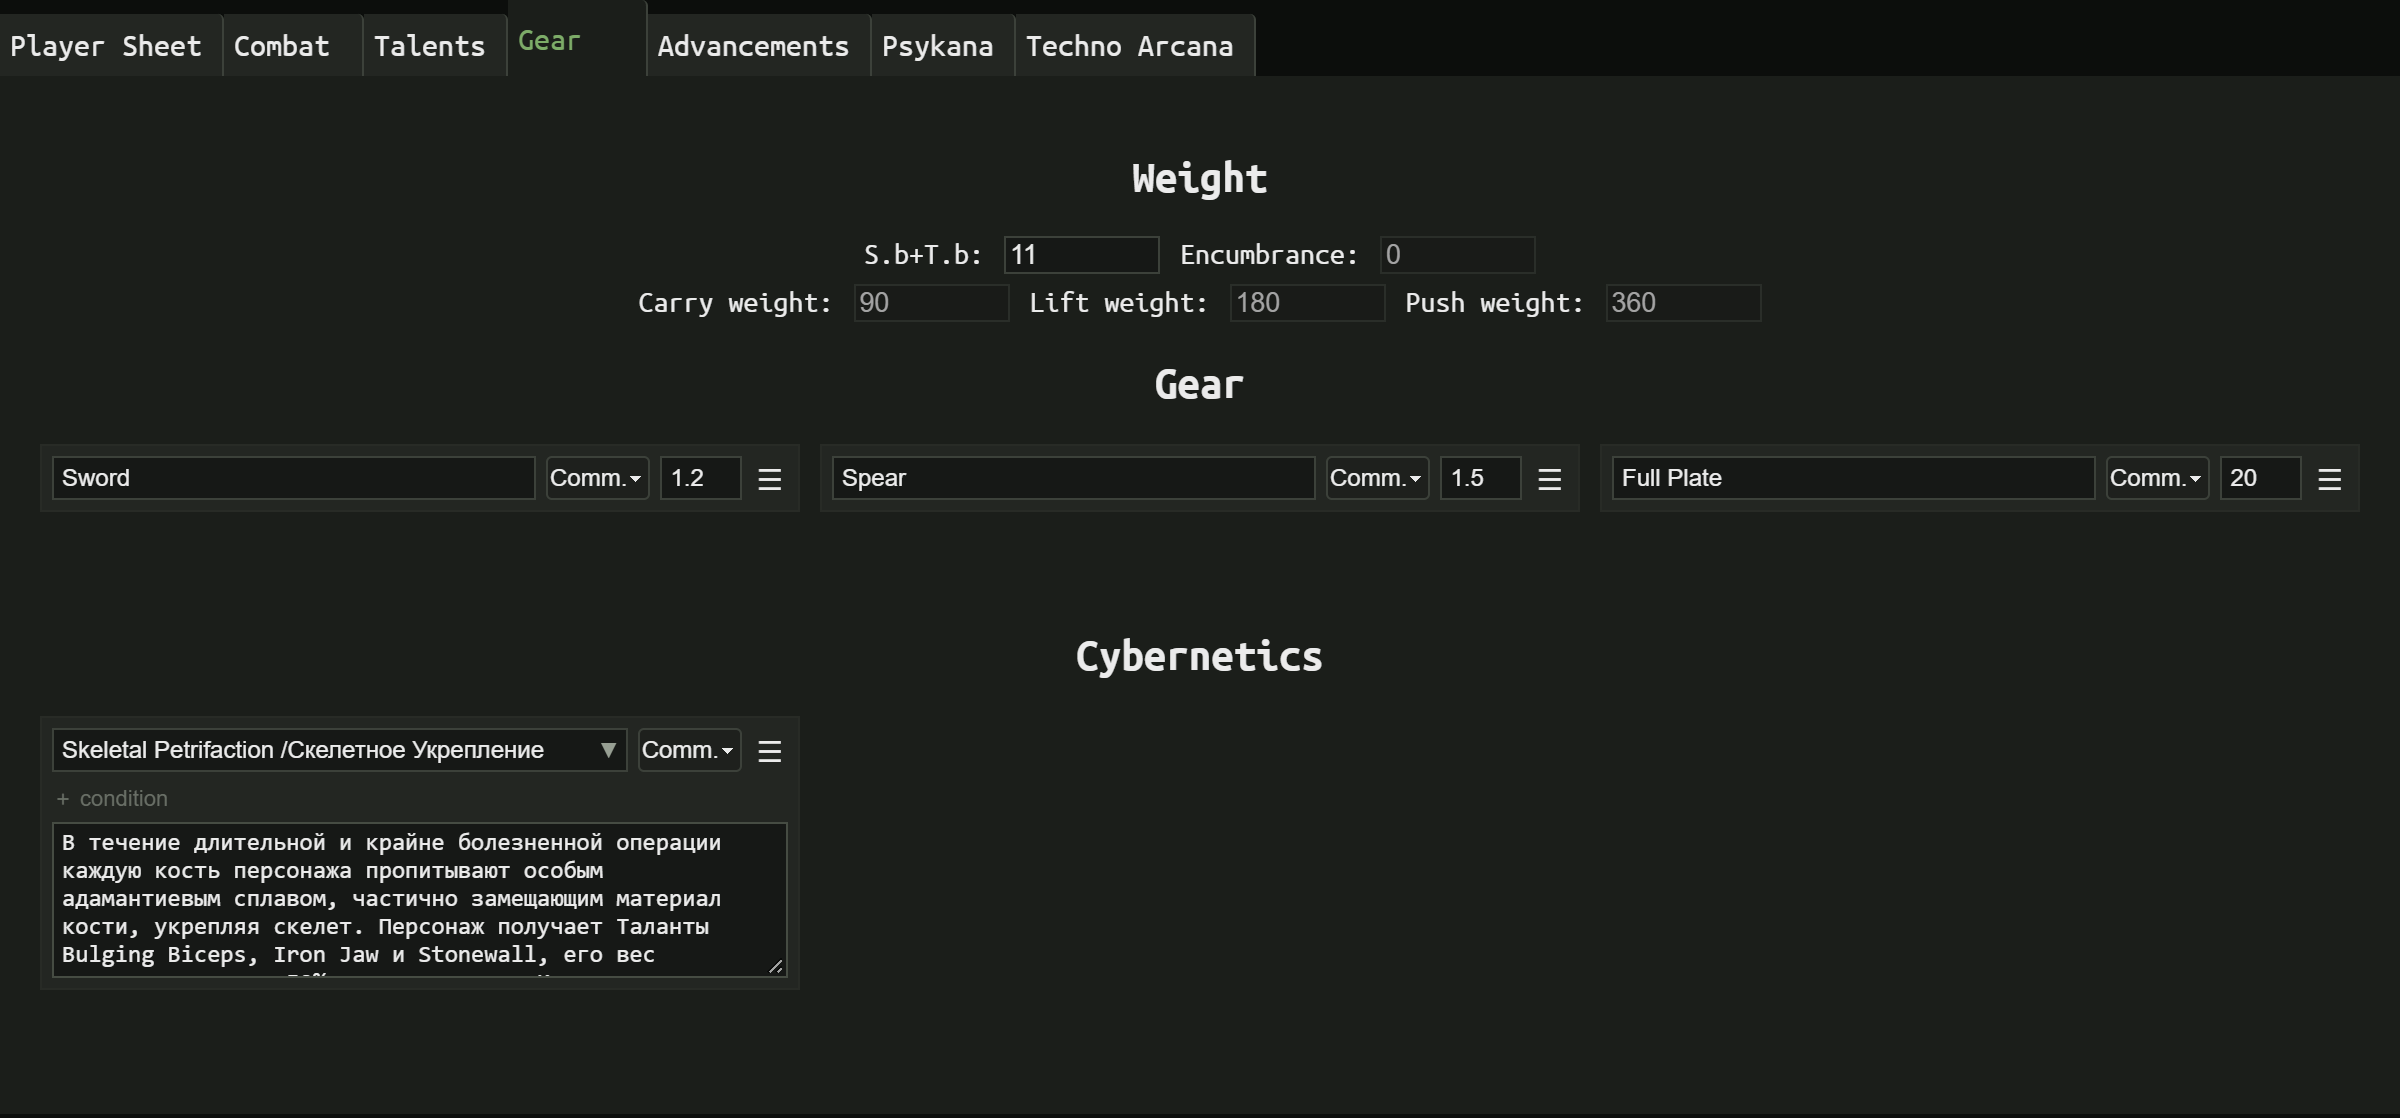 Player Sheet Combat Talents Gear Advancements Psykana Techno Arcana
Weight
S.b+T.b: 11 Encumbrance: 0
Carry weight: 90 Lift weight: 180 Push weight: 360
Gear
Sword Comm. 1.2 Spear Comm. 1.5 Full Plate Comm. 20
Cybernetics
Skeletal Petrifaction /Скелетное Укрепление Comm.
+ condition
В течение длительной и крайне болезненной операции
каждую кость персонажа пропитывают особым
адамантиевым сплавом, частично замещающим материал
кости, укрепляя скелет. Персонаж получает Таланты
Bulging Biceps, Iron Jaw и Stonewall, его вес